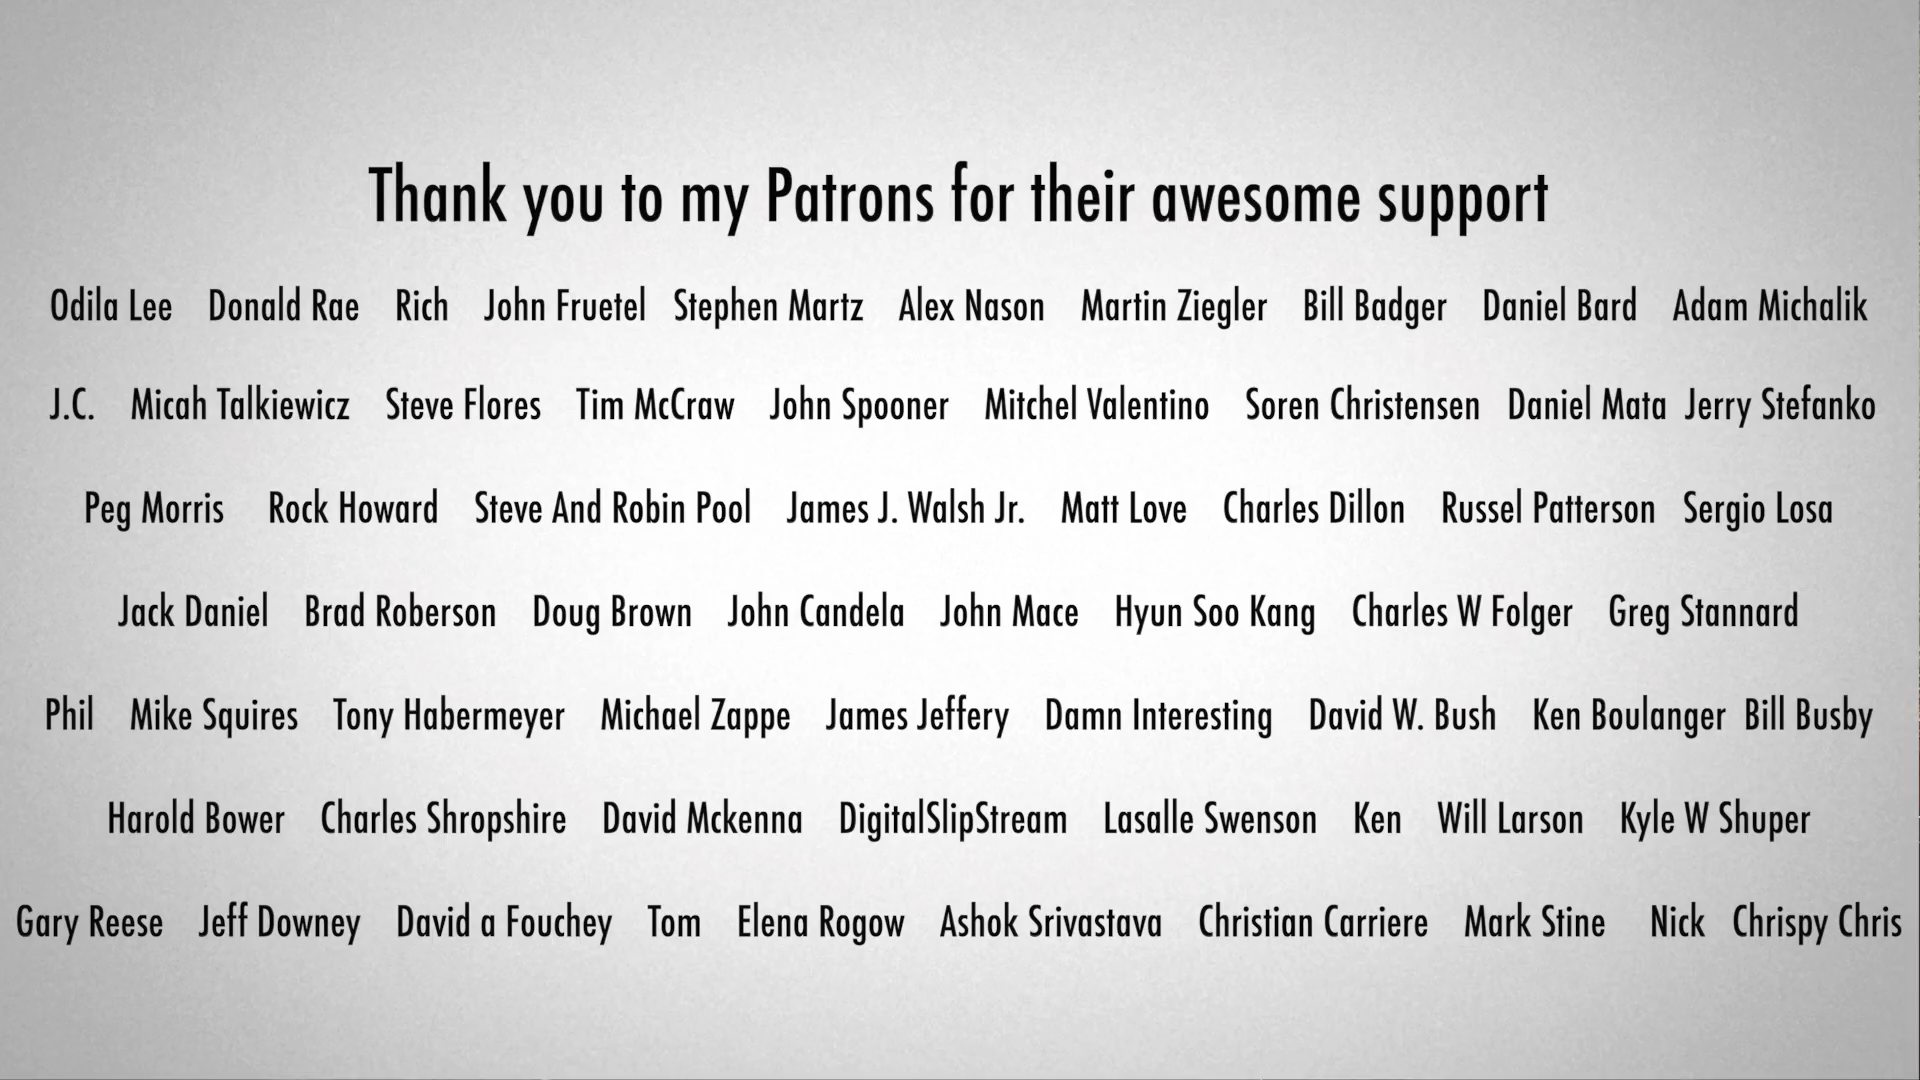 Thank you to my Patrons for their awesome support
Odila Lee Donald Rae Rich John Fruetel Stephen Martz Alex Nason Martin Ziegler Bill Badger Daniel Bard Adam Michalik
J.C. Micah Talkiewicz Steve Flores Tim McCraw John Spooner Mitchel Valentino Soren Christensen Daniel Mata Jerry Stefanko
Peg Morris Rock Howard Steve And Robin Pool James J. Walsh Jr. Matt Love Charles Dillon Russel Patterson Sergio Losa
Jack Daniel Brad Roberson Doug Brown John Candela John Mace Hyun Soo Kang Charles W Folger Greg Stannard
Phil Mike Squires Tony Habermeyer Michael Zappe James Jeffery Damn Interesting David W. Bush Ken Boulanger Bill Busby
Harold Bower Charles Shropshire David Mckenna DigitalSlipStream Lasalle Swenson Ken Will Larson Kyle W Shuper
Gary Reese Jeff Downey David a Fouchey Tom Elena Rogow Ashok Srivastava Christian Carriere Mark Stine Nick Chrispy Chris